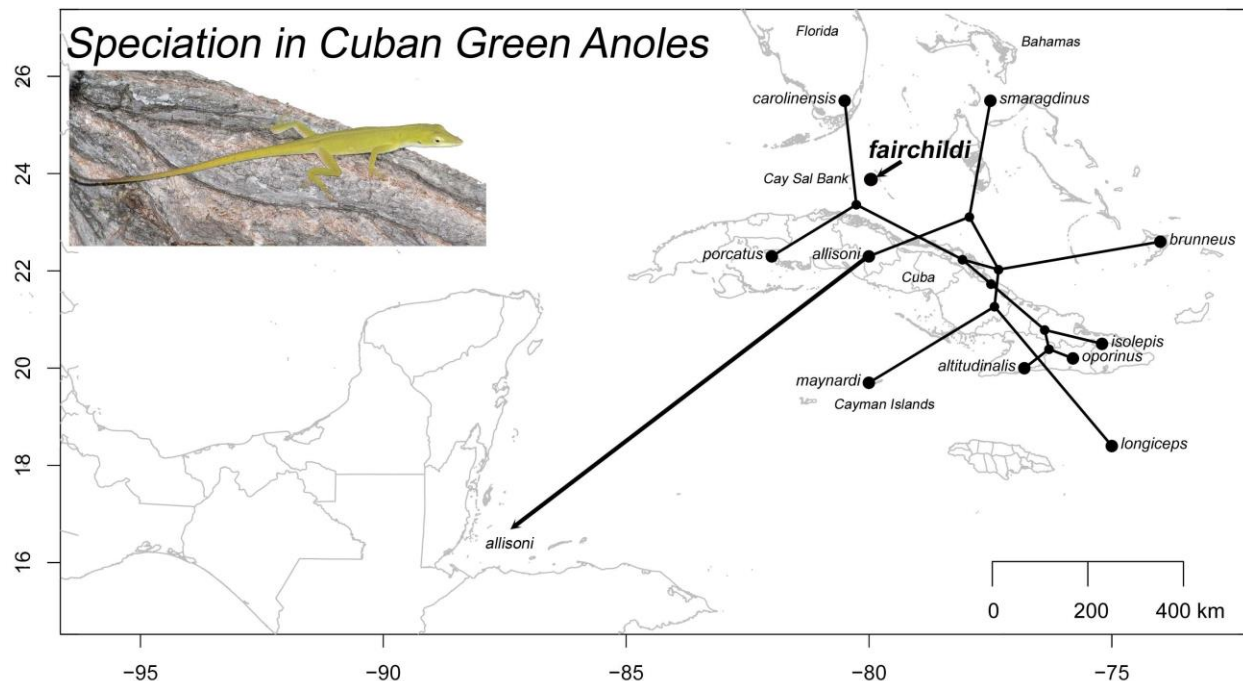 Speciation in Cuban Green Anoles
Florida
Bahamas
26
carolinensis
smaragdinus
fairchildi
24
Cay Sal Bank
brunneus
porcatus
allisoni
22
Cuba
isolepis
oporinus
20
altitudinalis
maynardi
Cayman Islands
longiceps
18
allisoni
16
0 200 400 km
−95 −90 −85 −80 −75